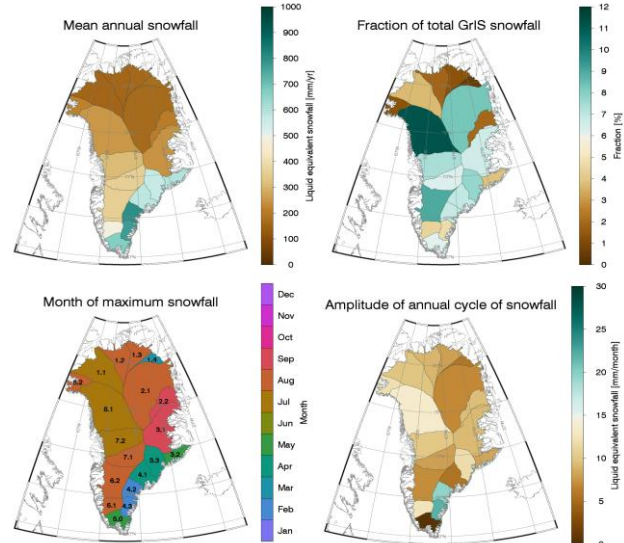 Mean annual snowfall
1000
900
800
700
600
500
400
300
200
100
0
Liquid equivalent snowfall [mm/yr]
Fraction of total GrIS snowfall
12
11
10
9
8
7
6
5
4
3
2
1
0
Fraction [%]
Month of maximum snowfall
1.2
1.3
1.4
1.1
8.2
2.1
2.2
8.1
3.1
7.2
7.1
3.3
3.2
6.2
4.1
4.2
6.1
4.3
5.0
Dec
Nov
Oct
Sep
Aug
Jul
Jun
May
Apr
Mar
Feb
Jan
Month
Amplitude of annual cycle of snowfall
30
25
20
15
10
5
0
Liquid equivalent snowfall [mm/month]